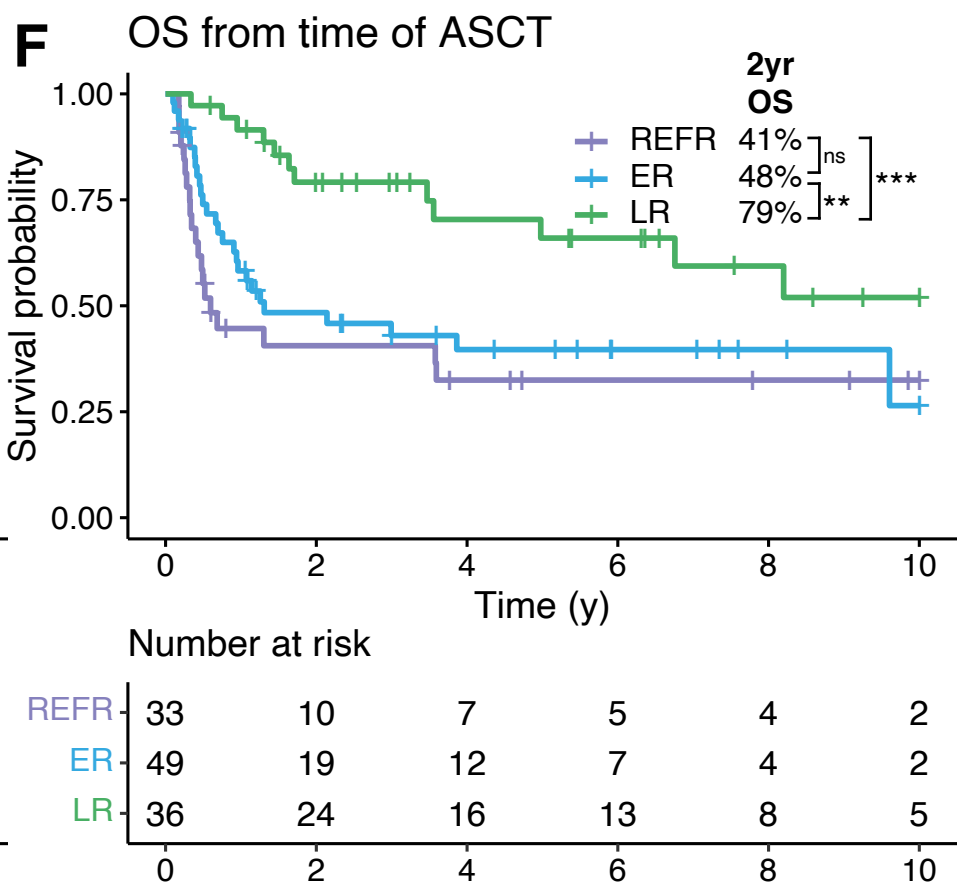 F OS from time of ASCT
2yr
OS
REFR 41%
ns
ER 48%
***
**
LR 79%
1.00
0.75
0.50
0.25
0.00
Survival probability
0 2 4 6 8 10
Time (y)
Number at risk
REFR 33 10 7 5 4 2
ER 49 19 12 7 4 2
LR 36 24 16 13 8 5
0 2 4 6 8 10